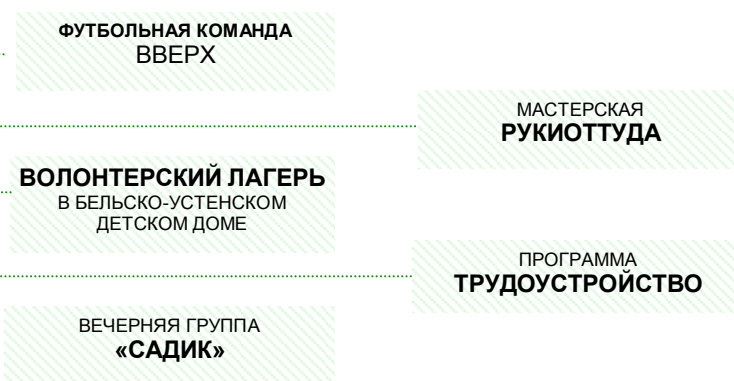 ФУТБОЛЬНАЯ КОМАНДА
ВВЕРХ
МАСТЕРСКАЯ
РУКИОТТУДА
ВОЛОНТЕРСКИЙ ЛАГЕРЬ
В БЕЛЬСКО-УСТЕНСКОМ
ДЕТСКОМ ДОМЕ
ПРОГРАММА
ТРУДОУСТРОЙСТВО
ВЕЧЕРНЯЯ ГРУППА
«САДИК»